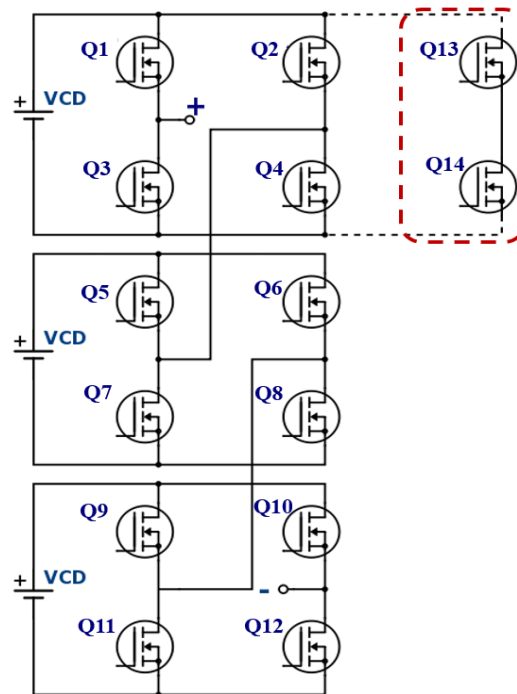 Q1 Q2 Q13
+ VCD +
Q3 Q4 Q14
Q5 Q6
+ VCD
Q7 Q8
Q9 Q10
+ VCD -
Q11 Q12